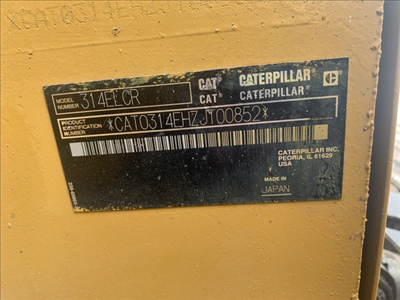 MODEL NUMBER 314ELCR
CAT CATERPILLAR
CAT CATERPILLAR
PRODUCT IDENTIFICATION NUMBER *CAT0314EHZJT00852*
CATERPILLAR INC.
PEORIA, IL 61629
USA
MADE IN
JAPAN